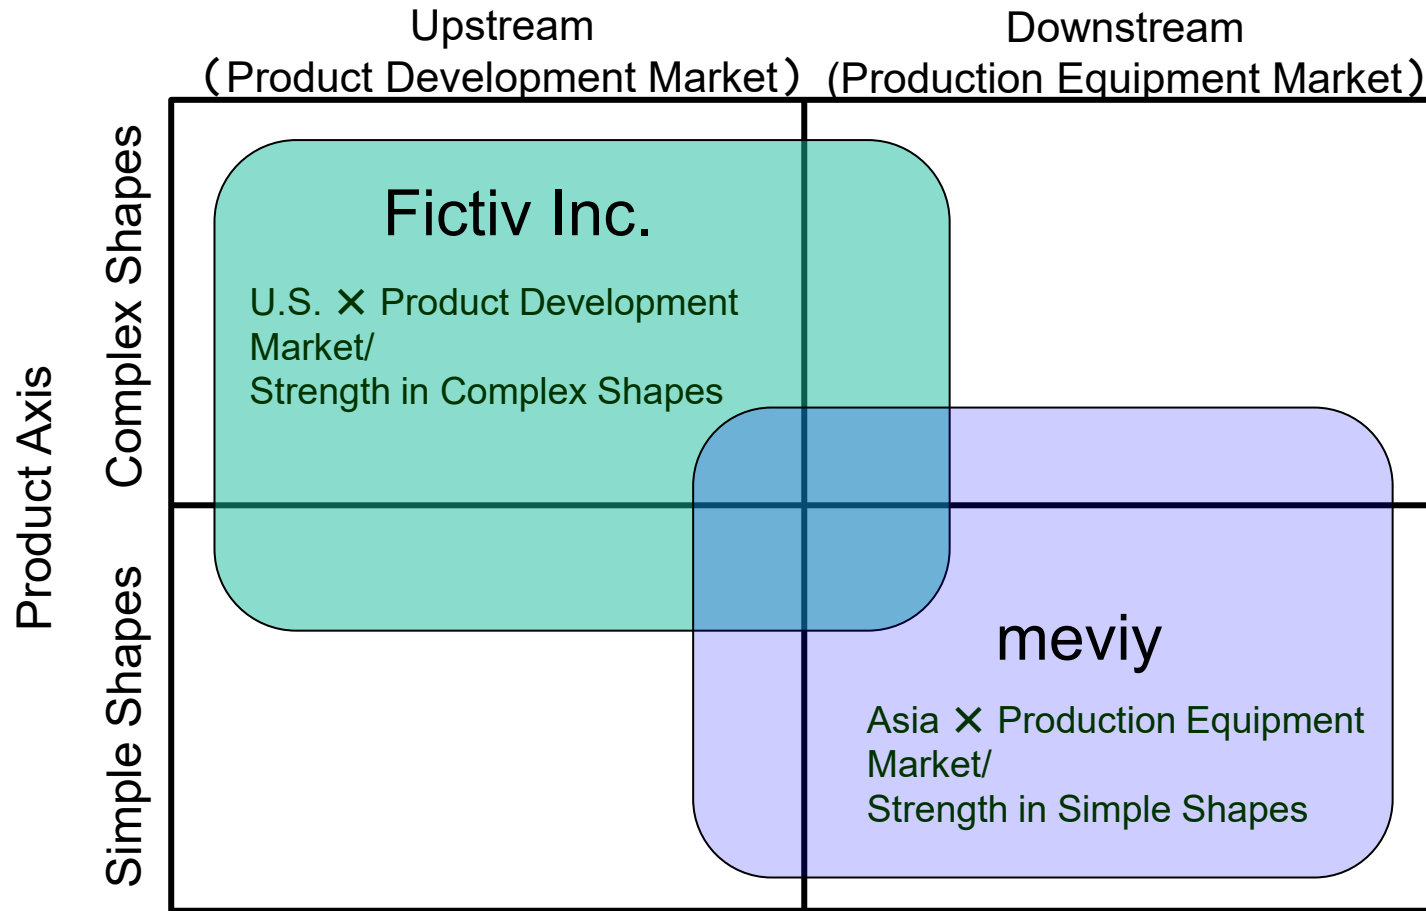 Upstream
（Product Development Market）
Downstream
(Production Equipment Market）
Product Axis
Complex Shapes
Simple Shapes
Fictiv Inc.
U.S. ✕ Product Development
Market/
Strength in Complex Shapes
meviy
Asia ✕ Production Equipment
Market/
Strength in Simple Shapes